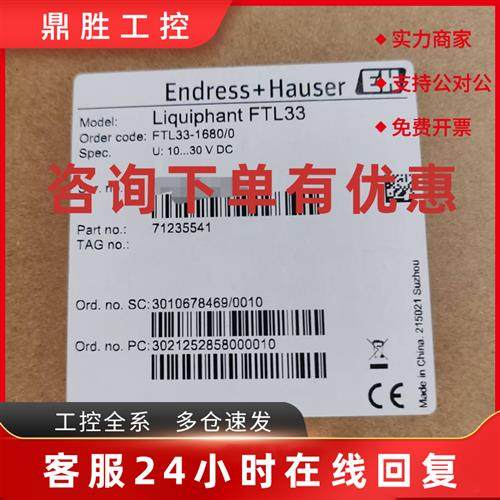 鼎胜工控
实力商家
支持公对公
免费开票
Endress+Hauser EH
Model: Liquiphant FTL33
Order code: FTL33-1680/0
Spec. U: 10...30 V DC
咨询下单有优惠
Part no.: 71235541
TAG no.:
Ord. no. SC: 3010678469/0010
Ord. no. PC: 3021252858000010
CE
Made in China, 215021 Suzhou
工控全系 多仓速发
客服24小时在线回复